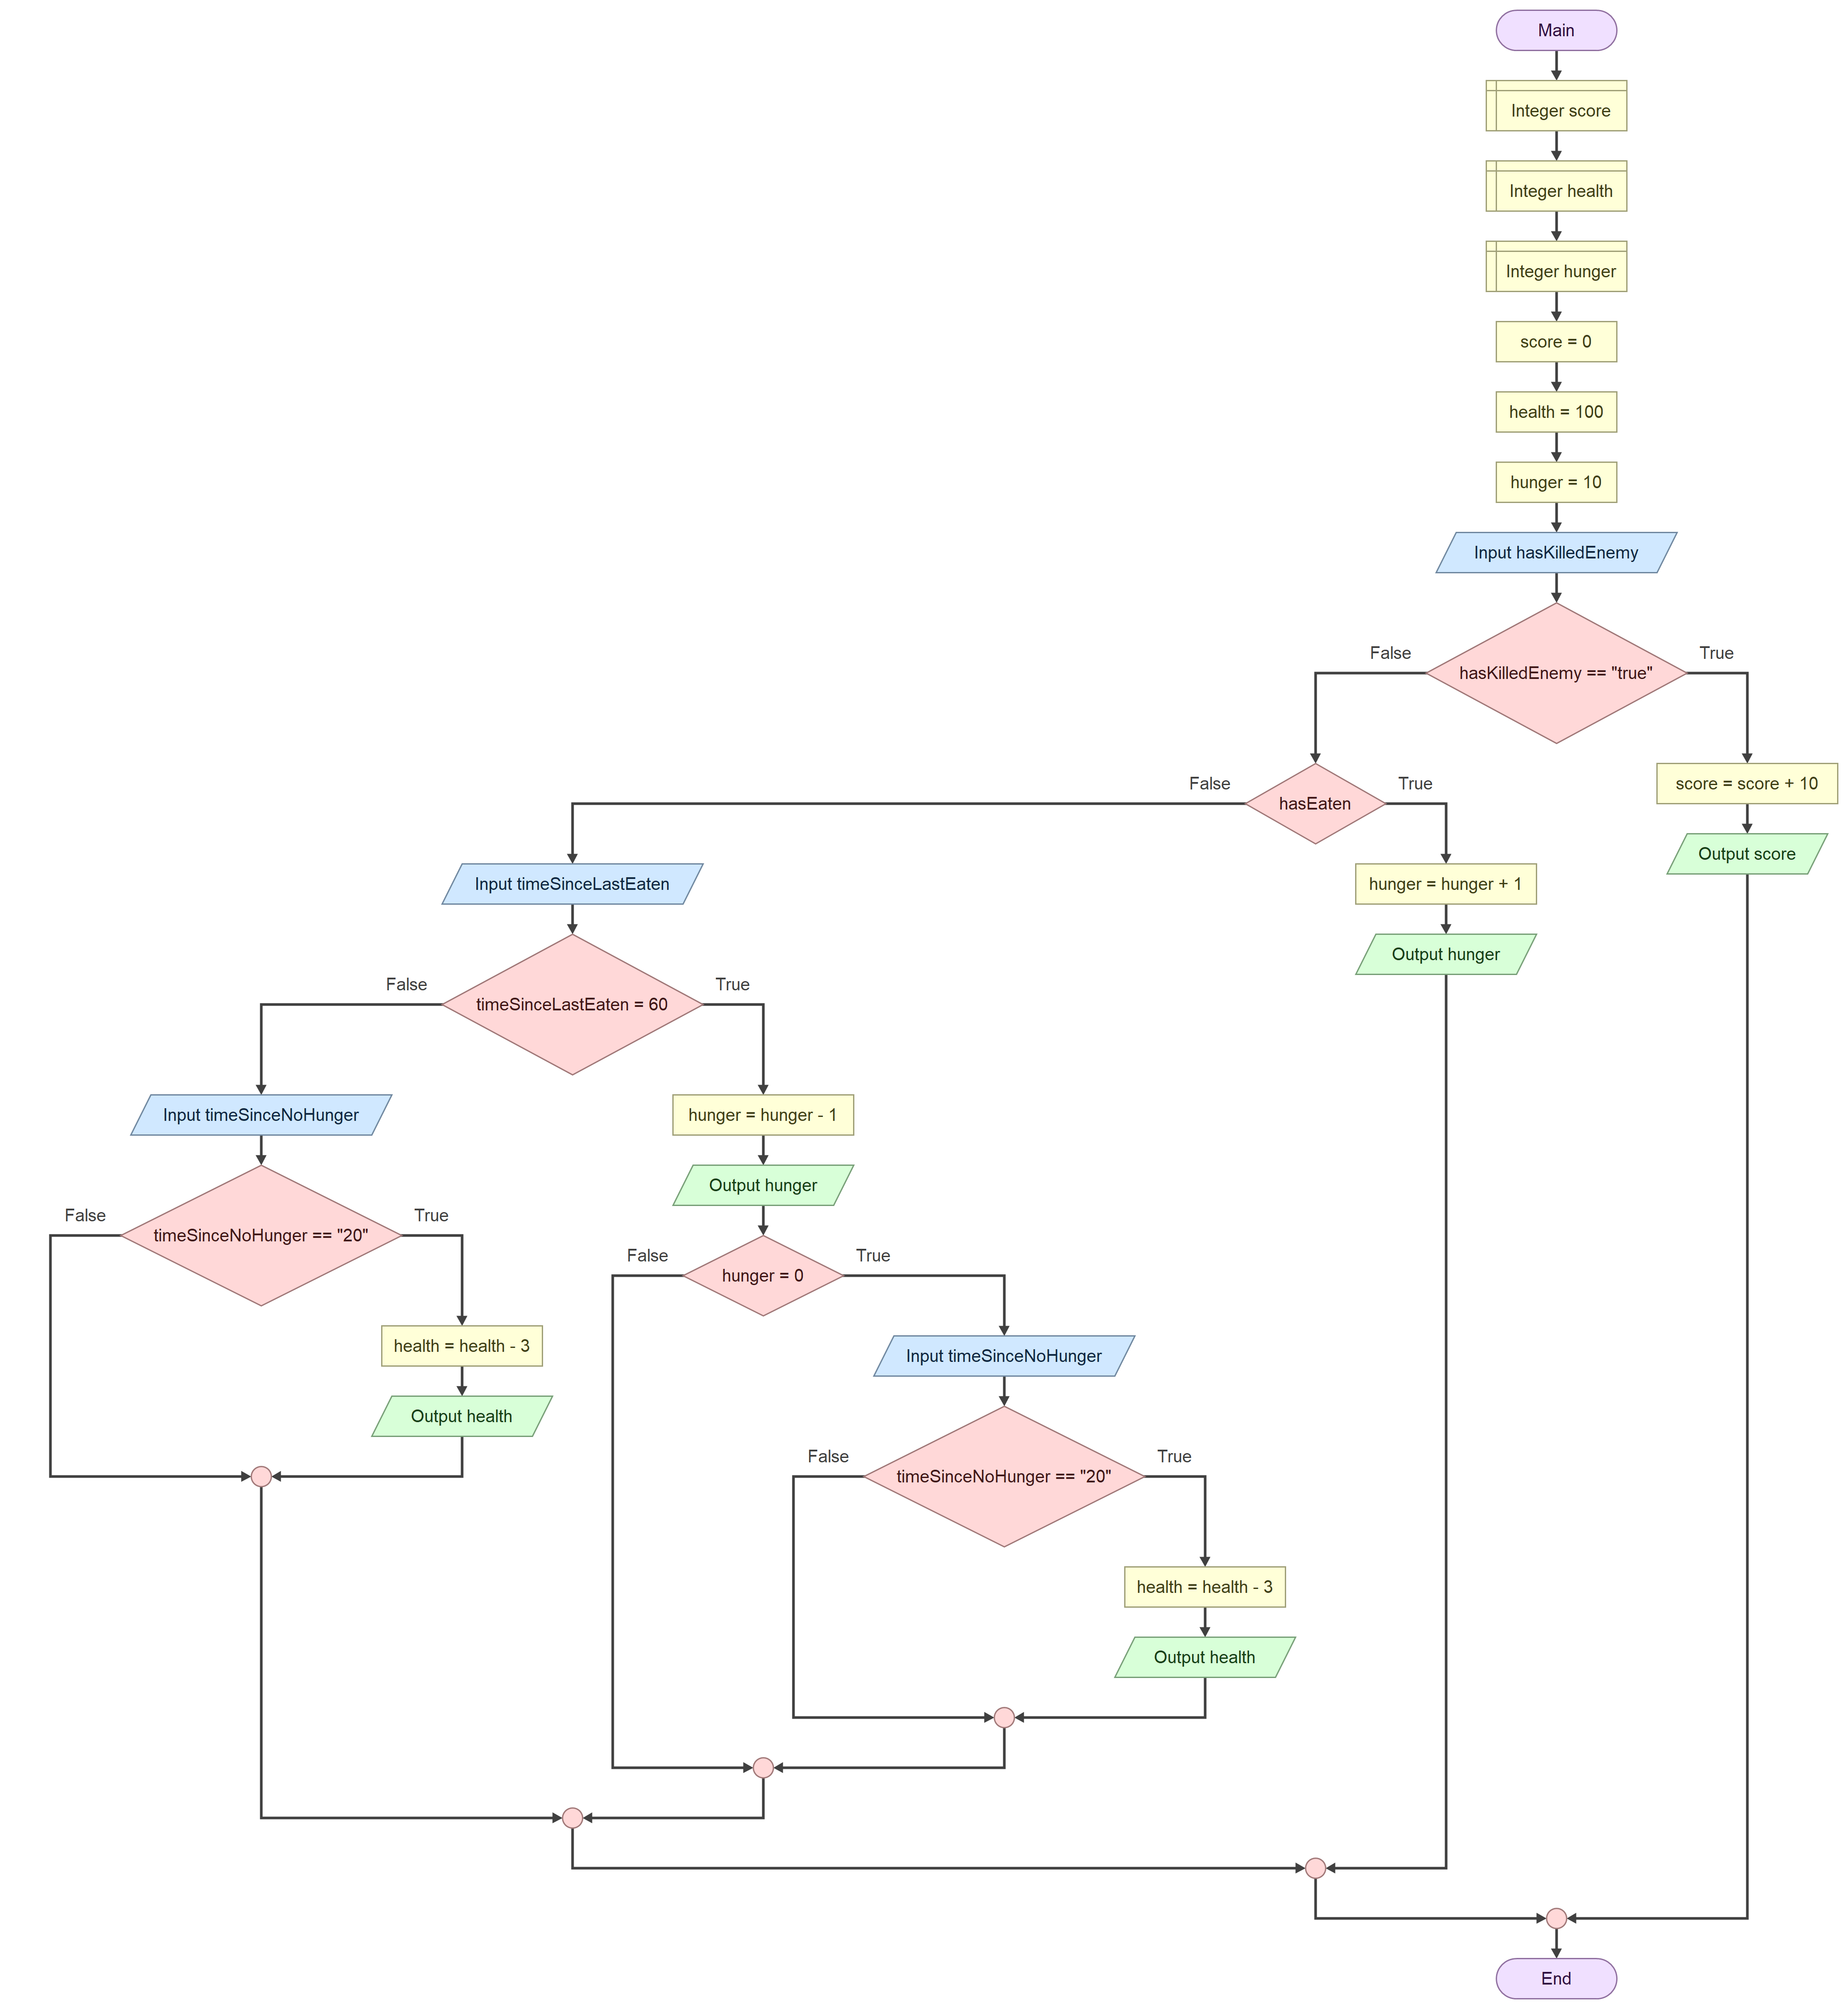 Main
Integer score
Integer health
Integer hunger
score = 0
health = 100
hunger = 10
Input hasKilledEnemy
False
True
hasKilledEnemy == "true"
False
True
score = score + 10
hasEaten
Output score
Input timeSinceLastEaten
hunger = hunger + 1
Output hunger
False
True
timeSinceLastEaten = 60
Input timeSinceNoHunger
hunger = hunger - 1
Output hunger
False
True
timeSinceNoHunger == "20"
False
True
hunger = 0
health = health - 3
Input timeSinceNoHunger
Output health
False
True
timeSinceNoHunger == "20"
health = health - 3
Output health
End